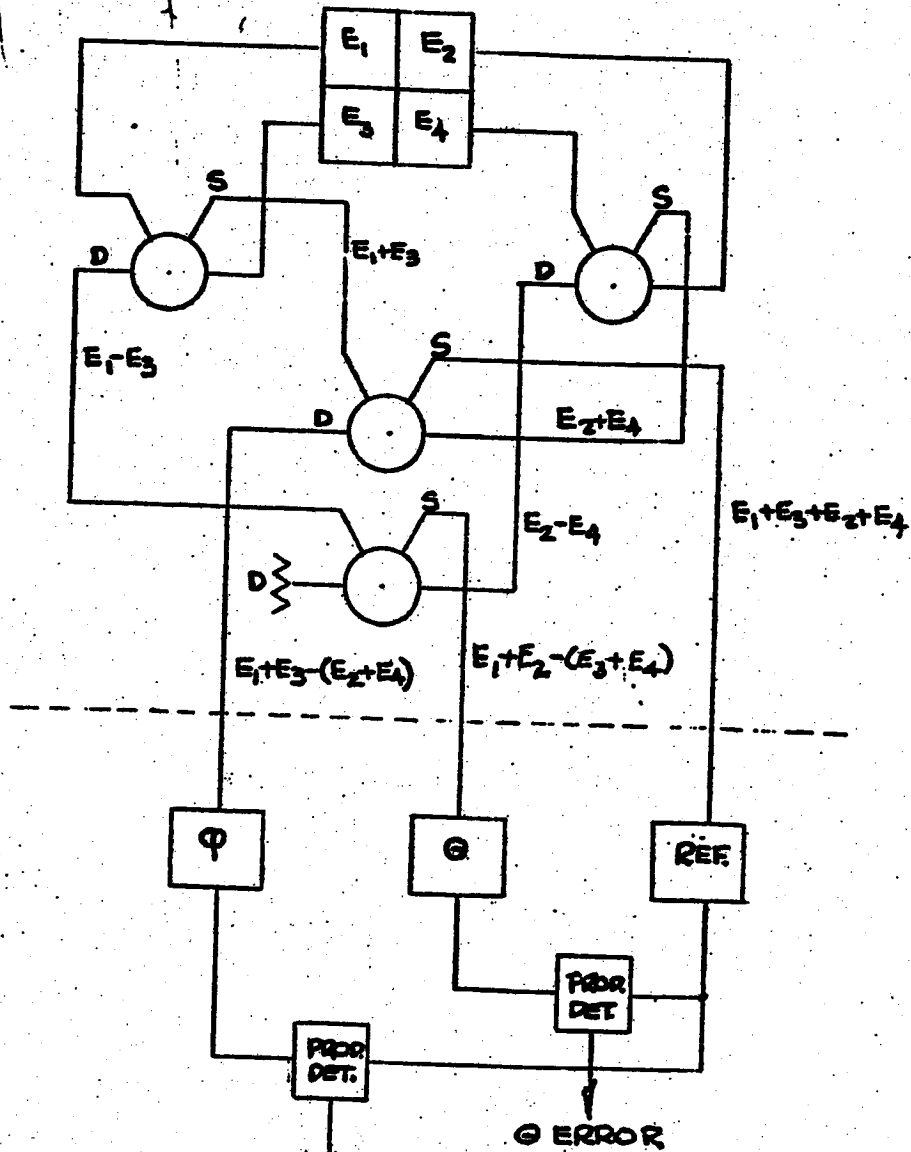 E1 E2
E3 E4
S
S
E1+E3
D
D
E1-E3
S
D
E2+E4
S
E2-E4
E1+E3+E2+E4
D
E1+E3-(E2+E4)
E1+E2-(E3+E4)
Φ
Θ
REF.
PROD.
DET.
PROD.
DET.
Θ ERROR